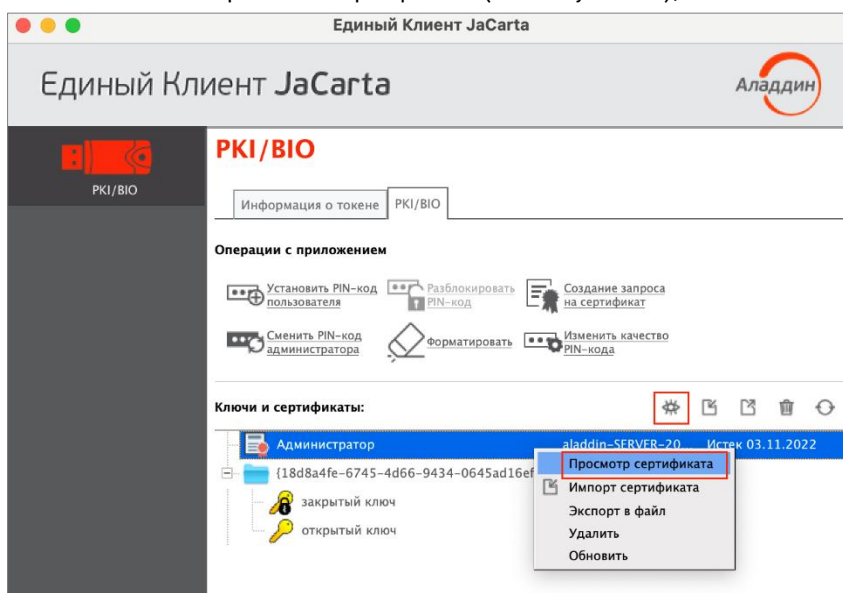 Единый Клиент JaCarta
Единый Клиент JaCarta
Аладдин
PKI/BIO
PKI/BIO
Информация о токене PKI/BIO
Операции с приложением
Установить PIN-код пользователя
Разблокировать PIN-код
Создание запроса на сертификат
Сменить PIN-код администратора
Форматировать
Изменить качество PIN-кода
Ключи и сертификаты:
Администратор aladdin-SERVER-20... Истек 03.11.2022
{18d8a4fe-6745-4d66-9434-0645ad16ef
закрытый ключ
открытый ключ
Просмотр сертификата
Импорт сертификата
Экспорт в файл
Удалить
Обновить